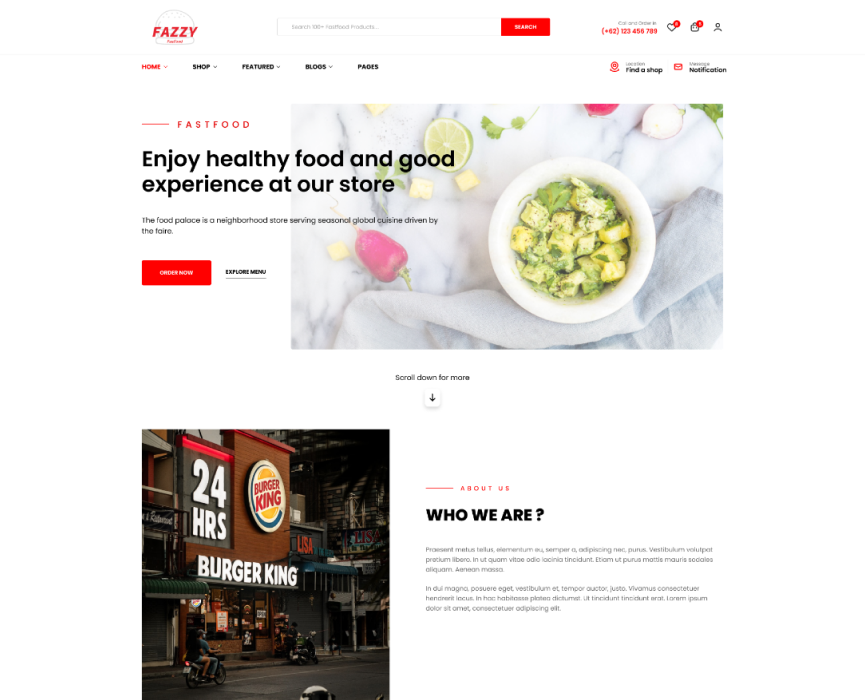 FAZZY
Fastfood
Search 100+ Fastfood Products...
SEARCH
Call and Order in
(+62) 123 456 789
HOME
SHOP
FEATURED
BLOGS
PAGES
Location
Find a shop
Message
Notification
FASTFOOD
Enjoy healthy food and good
experience at our store
The food palace is a neighborhood store serving seasonal global cuisine driven by
the faire.
ORDER NOW
EXPLORE MENU
Scroll down for more
24
HRS
BURGER
KING
LISA
BURGER KING
ABOUT US
WHO WE ARE ?
Praesent metus tellus, elementum eu, semper a, adipiscing nec, purus. Vestibulum volutpat
pretium libero. In ut quam vitae odio lacinia tincidunt. Etiam ut purus mattis mauris sodales
aliquam. Aenean massa.
In dui magna, posuere eget, vestibulum et, tempor auctor, justo. Vivamus consectetuer
hendrerit lacus. In hac habitasse platea dictumst. Ut tincidunt tincidunt erat. Lorem ipsum
dolor sit amet, consectetuer adipiscing elit.